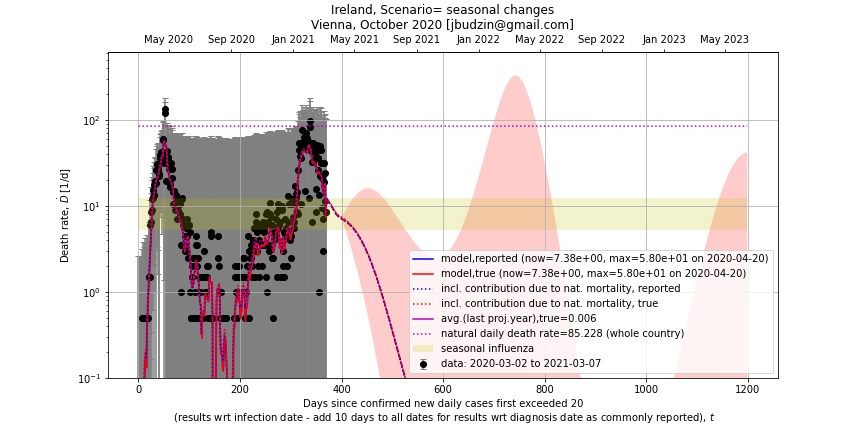 Ireland, Scenario= seasonal changes
Vienna, October 2020 [jbudzin@gmail.com]
May 2020 Sep 2020 Jan 2021 May 2021 Sep 2021 Jan 2022 May 2022 Sep 2022 Jan 2023 May 2023
Death rate, D [1/d]
10²
10¹
10⁰
10⁻¹
model,reported (now=7.38e+00, max=5.80e+01 on 2020-04-20)
model,true (now=7.38e+00, max=5.80e+01 on 2020-04-20)
incl. contribution due to nat. mortality, reported
incl. contribution due to nat. mortality, true
avg.(last proj.year),true=0.006
natural daily death rate=85.228 (whole country)
seasonal influenza
data: 2020-03-02 to 2021-03-07
0 200 400 600 800 1000 1200
Days since confirmed new daily cases first exceeded 20
(results wrt infection date - add 10 days to all dates for results wrt diagnosis date as commonly reported), t